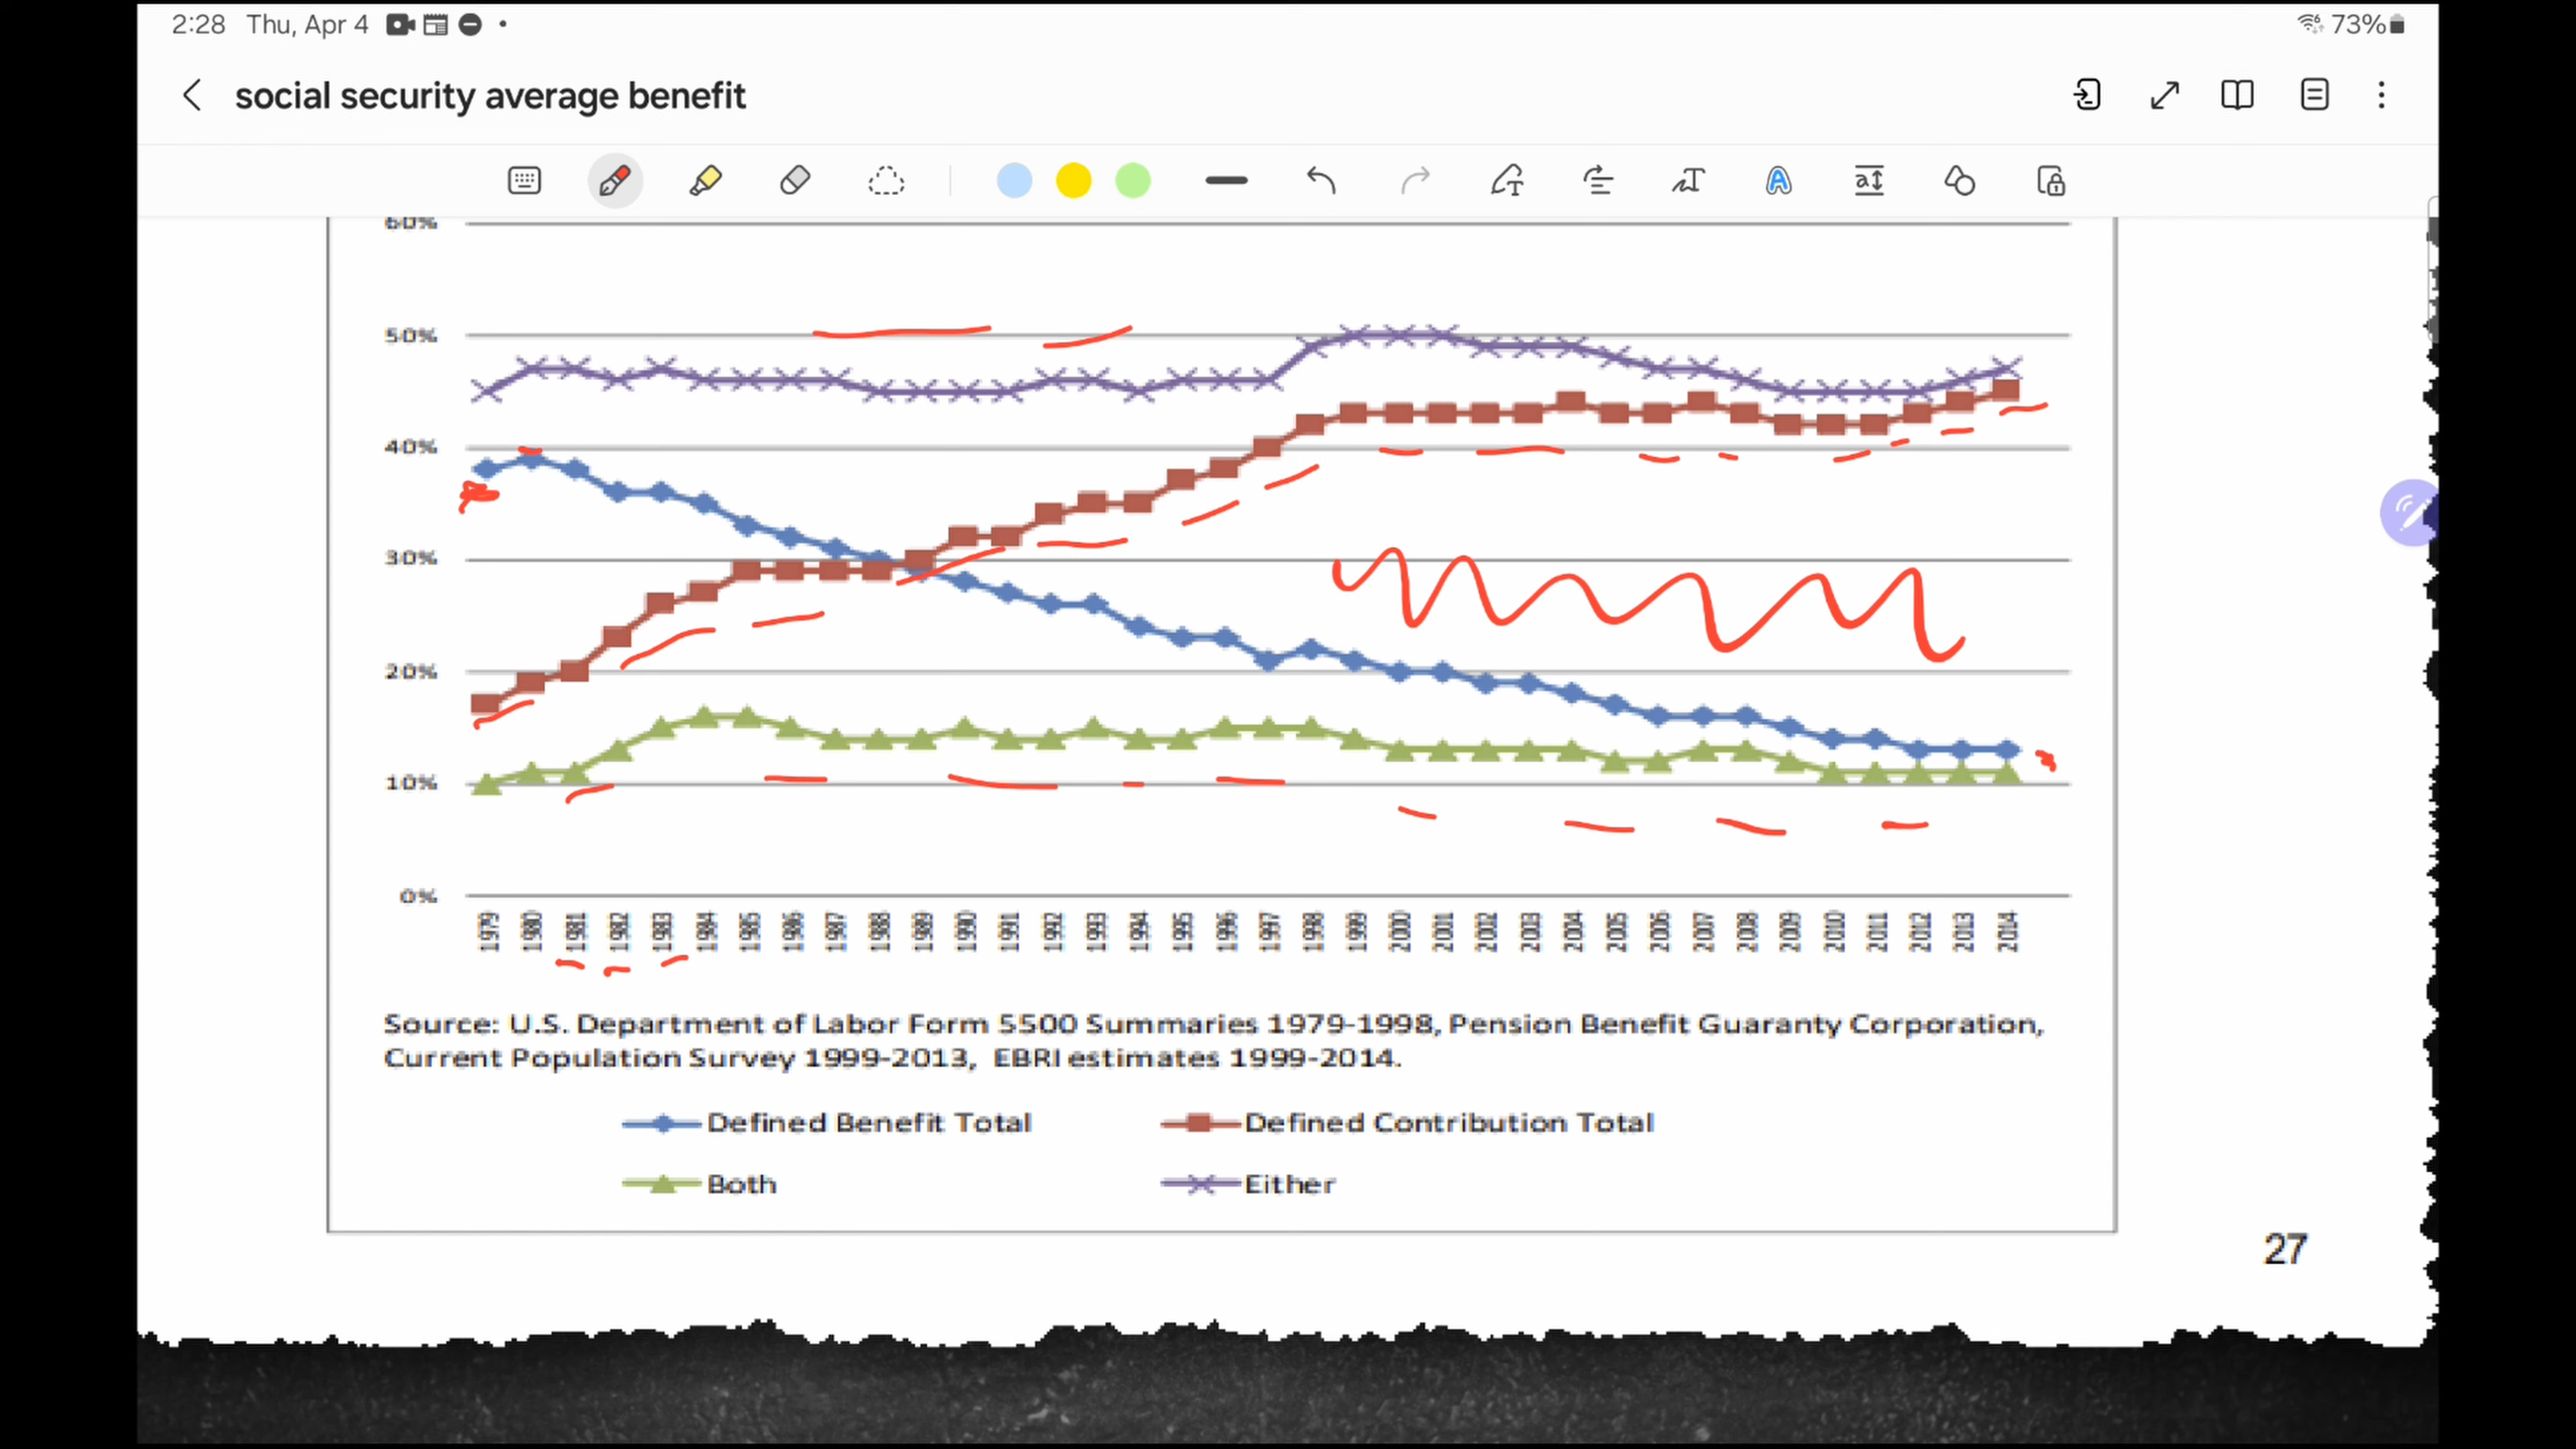 2:28 Thu, Apr 4
73%
social security average benefit
60%
50%
40%
30%
20%
10%
0%
1979 1980 1981 1982 1983 1984 1985 1986 1987 1988 1989 1990 1991 1992 1993 1994 1995 1996 1997 1998 1999 2000 2001 2002 2003 2004 2005 2006 2007 2008 2009 2010 2011 2012 2013 2014
Source: U.S. Department of Labor Form 5500 Summaries 1979-1998, Pension Benefit Guaranty Corporation,
Current Population Survey 1999-2013, EBRI estimates 1999-2014.
Defined Benefit Total Defined Contribution Total
Both Either
27